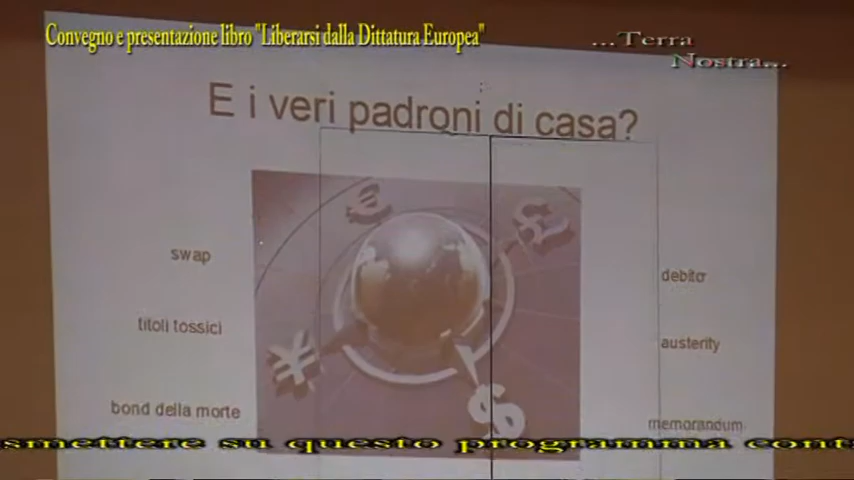 Convegno e presentazione libro "Liberarsi dalla Dittatura Europea"
...Terra
Nostra...
E i veri padroni di casa?
swap
titoli tossici
bond della morte
debito
austerity
memorandum
smettere su questo programma cont